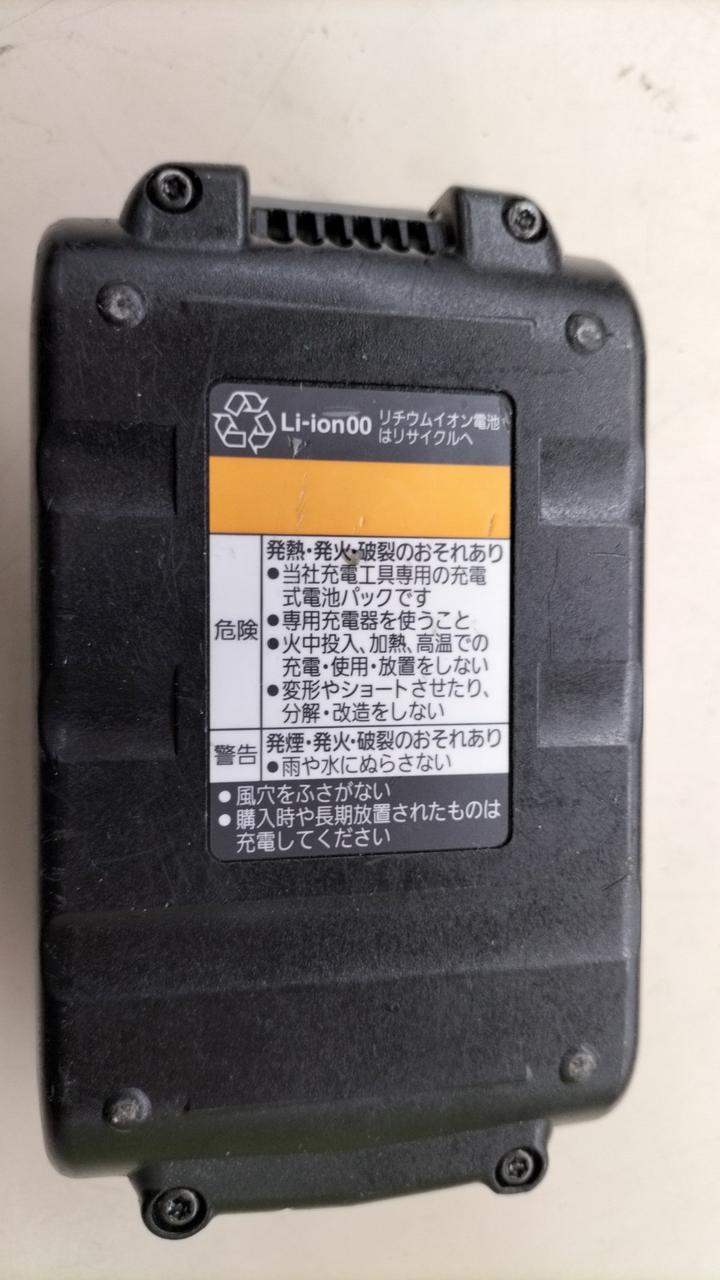 Li-ion00 リチウムイオン電池
はリサイクルへ
危険
発熱・発火・破裂のおそれあり
●当社充電工具専用の充電
式電池パックです
●専用充電器を使うこと
●火中投入、加熱、高温での
充電・使用・放置をしない
●変形やショートさせたり、
分解・改造をしない
警告
発煙・発火・破裂のおそれあり
●雨や水にぬらさない
●風穴をふさがない
●購入時や長期放置されたものは
充電してください